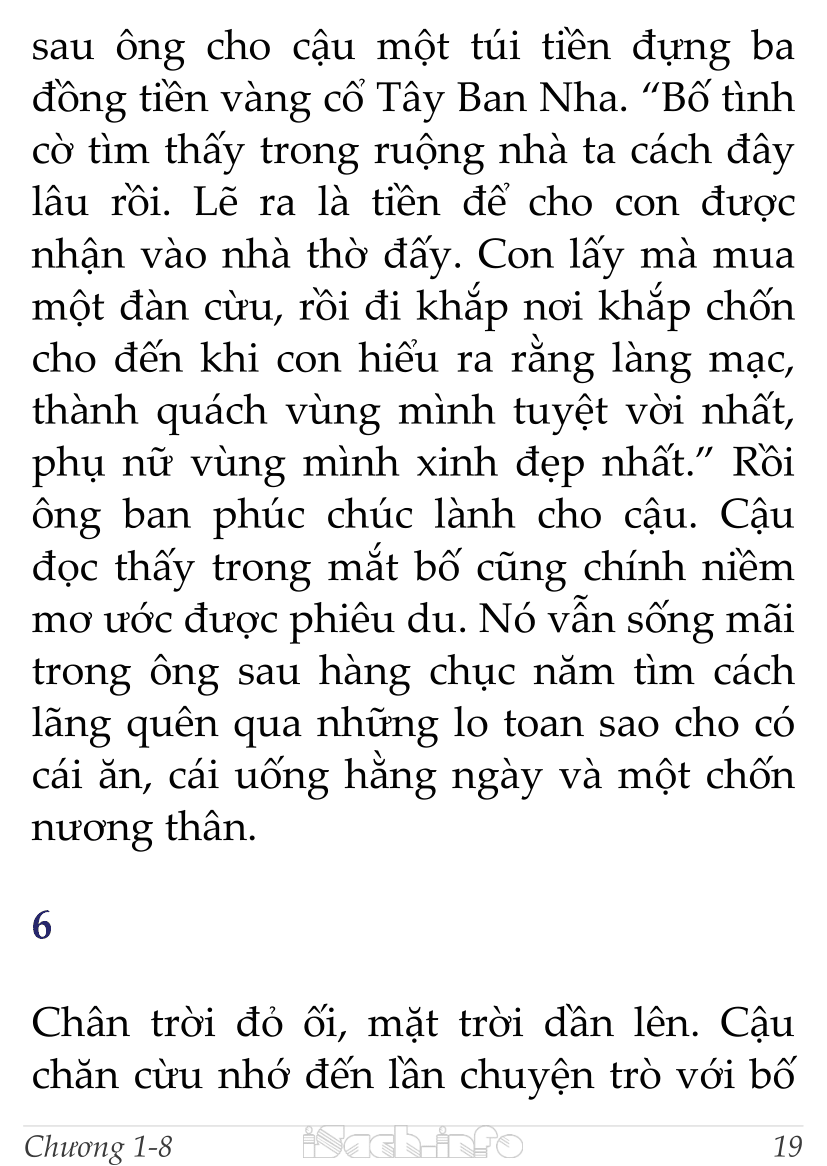 sau ông cho cậu một túi tiền đựng ba
đồng tiền vàng cổ Tây Ban Nha. “Bố tình
cờ tìm thấy trong ruộng nhà ta cách đây
lâu rồi. Lẽ ra là tiền để cho con được
nhận vào nhà thờ đấy. Con lấy mà mua
một đàn cừu, rồi đi khắp nơi khắp chốn
cho đến khi con hiểu ra rằng làng mạc,
thành quách vùng mình tuyệt vời nhất,
phụ nữ vùng mình xinh đẹp nhất.” Rồi
ông ban phúc chúc lành cho cậu. Cậu
đọc thấy trong mắt bố cũng chính niềm
mơ ước được phiêu du. Nó vẫn sống mãi
trong ông sau hàng chục năm tìm cách
lãng quên qua những lo toan sao cho có
cái ăn, cái uống hằng ngày và một chốn
nương thân.
6
Chân trời đỏ ối, mặt trời dần lên. Cậu
chăn cừu nhớ đến lần chuyện trò với bố
Chương 1-8 iSach.info 19